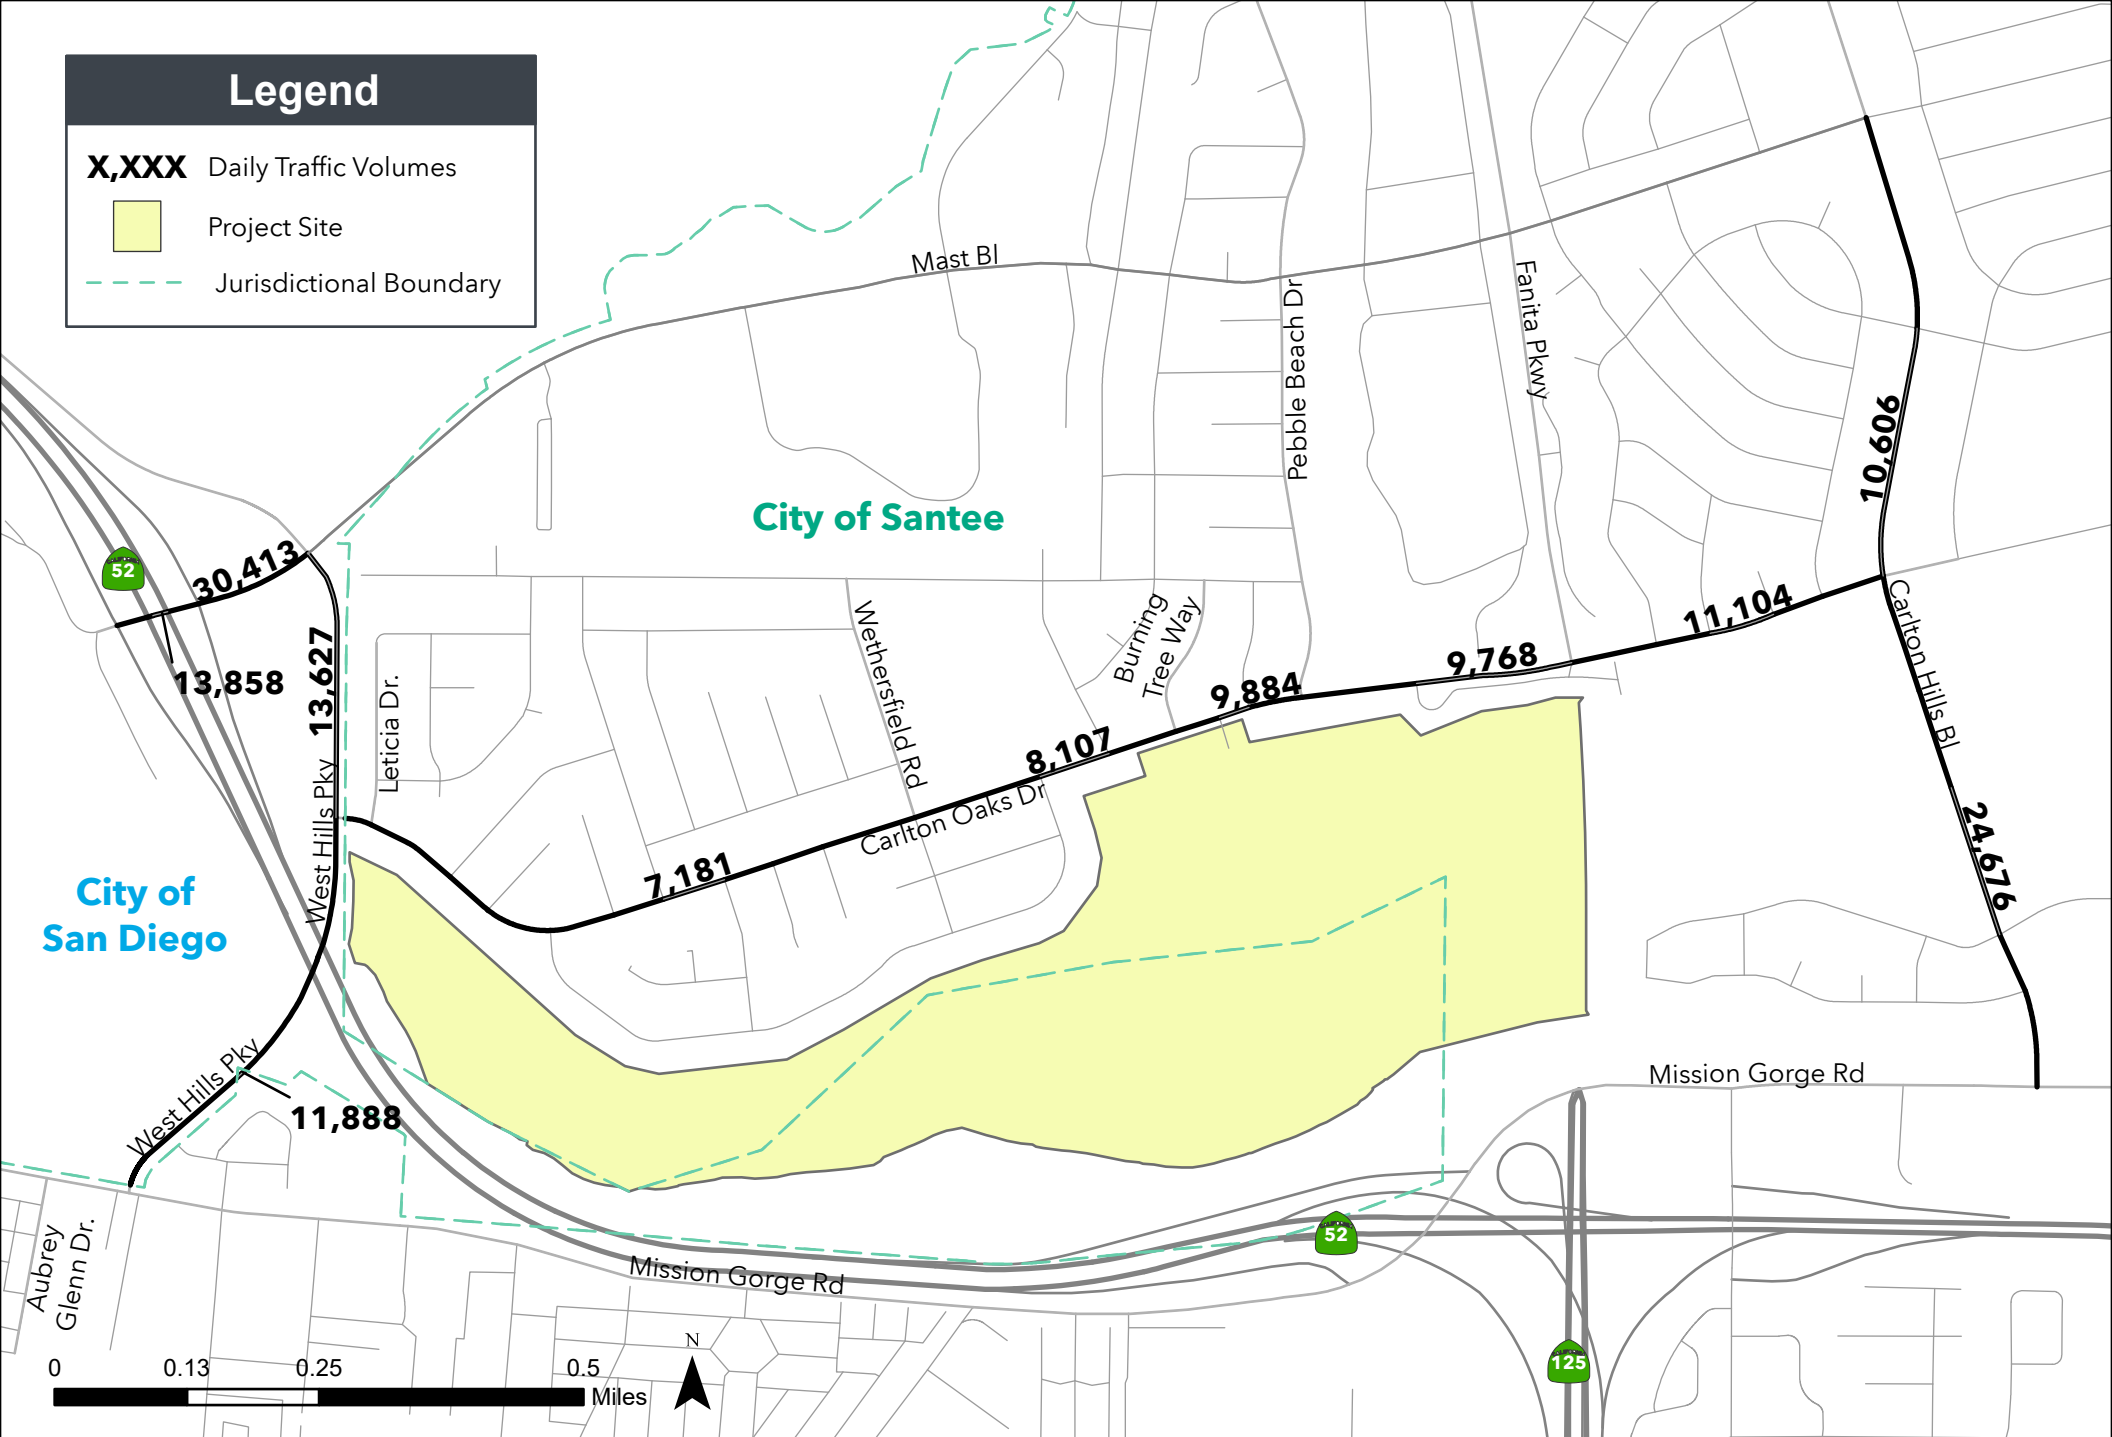 Legend
X,XXX Daily Traffic Volumes
Project Site
Jurisdictional Boundary
Mast Bl
Pebble Beach Dr
Fanita Pkwy
10,606
City of Santee
52
30,413
13,858
13,627
West Hills Pky
Leticia Dr.
Wethersfield Rd
Burning
Tree Way
9,884
9,768
11,104
Carlton Hills Bl
8,107
Carlton Oaks Dr
7,181
24,676
City of
San Diego
West Hills Pky
11,888
Mission Gorge Rd
Aubrey
Glenn Dr.
Mission Gorge Rd
52
125
N
0 0.13 0.25 0.5
Miles